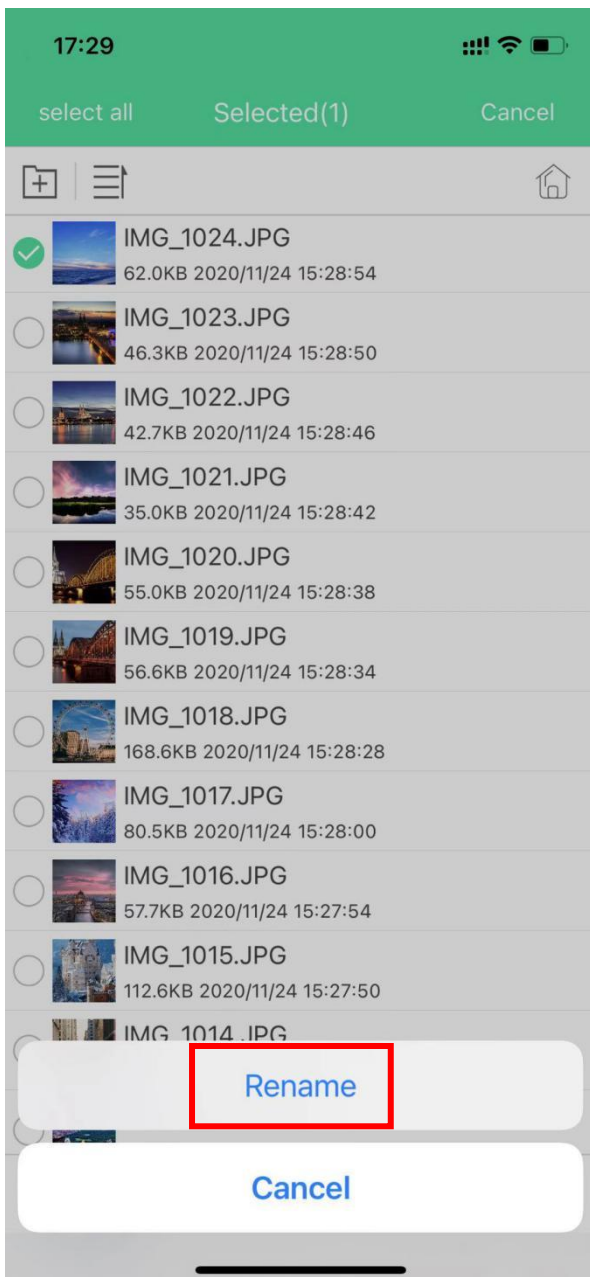 17:29
select all Selected(1) Cancel
IMG_1024.JPG
62.0KB 2020/11/24 15:28:54
IMG_1023.JPG
46.3KB 2020/11/24 15:28:50
IMG_1022.JPG
42.7KB 2020/11/24 15:28:46
IMG_1021.JPG
35.0KB 2020/11/24 15:28:42
IMG_1020.JPG
55.0KB 2020/11/24 15:28:38
IMG_1019.JPG
56.6KB 2020/11/24 15:28:34
IMG_1018.JPG
168.6KB 2020/11/24 15:28:28
IMG_1017.JPG
80.5KB 2020/11/24 15:28:00
IMG_1016.JPG
57.7KB 2020/11/24 15:27:54
IMG_1015.JPG
112.6KB 2020/11/24 15:27:50
IMG_1014.JPG
Rename
Cancel